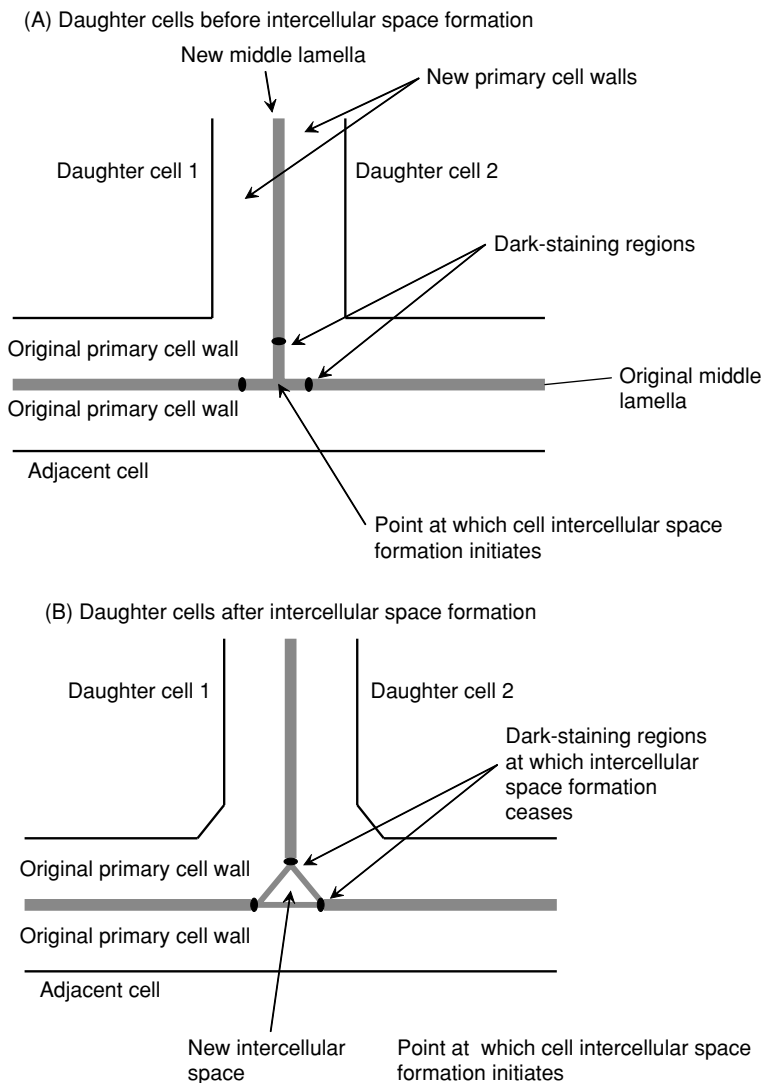 (A) Daughter cells before intercellular space formation
New middle lamella
New primary cell walls
Daughter cell 1
Daughter cell 2
Dark-staining regions
Original primary cell wall
Original middle
lamella
Original primary cell wall
Adjacent cell
Point at which cell intercellular space
formation initiates
(B) Daughter cells after intercellular space formation
Daughter cell 1
Daughter cell 2
Dark-staining regions
at which intercellular
space formation
ceases
Original primary cell wall
Original primary cell wall
Adjacent cell
New intercellular
space
Point at which cell intercellular space
formation initiates